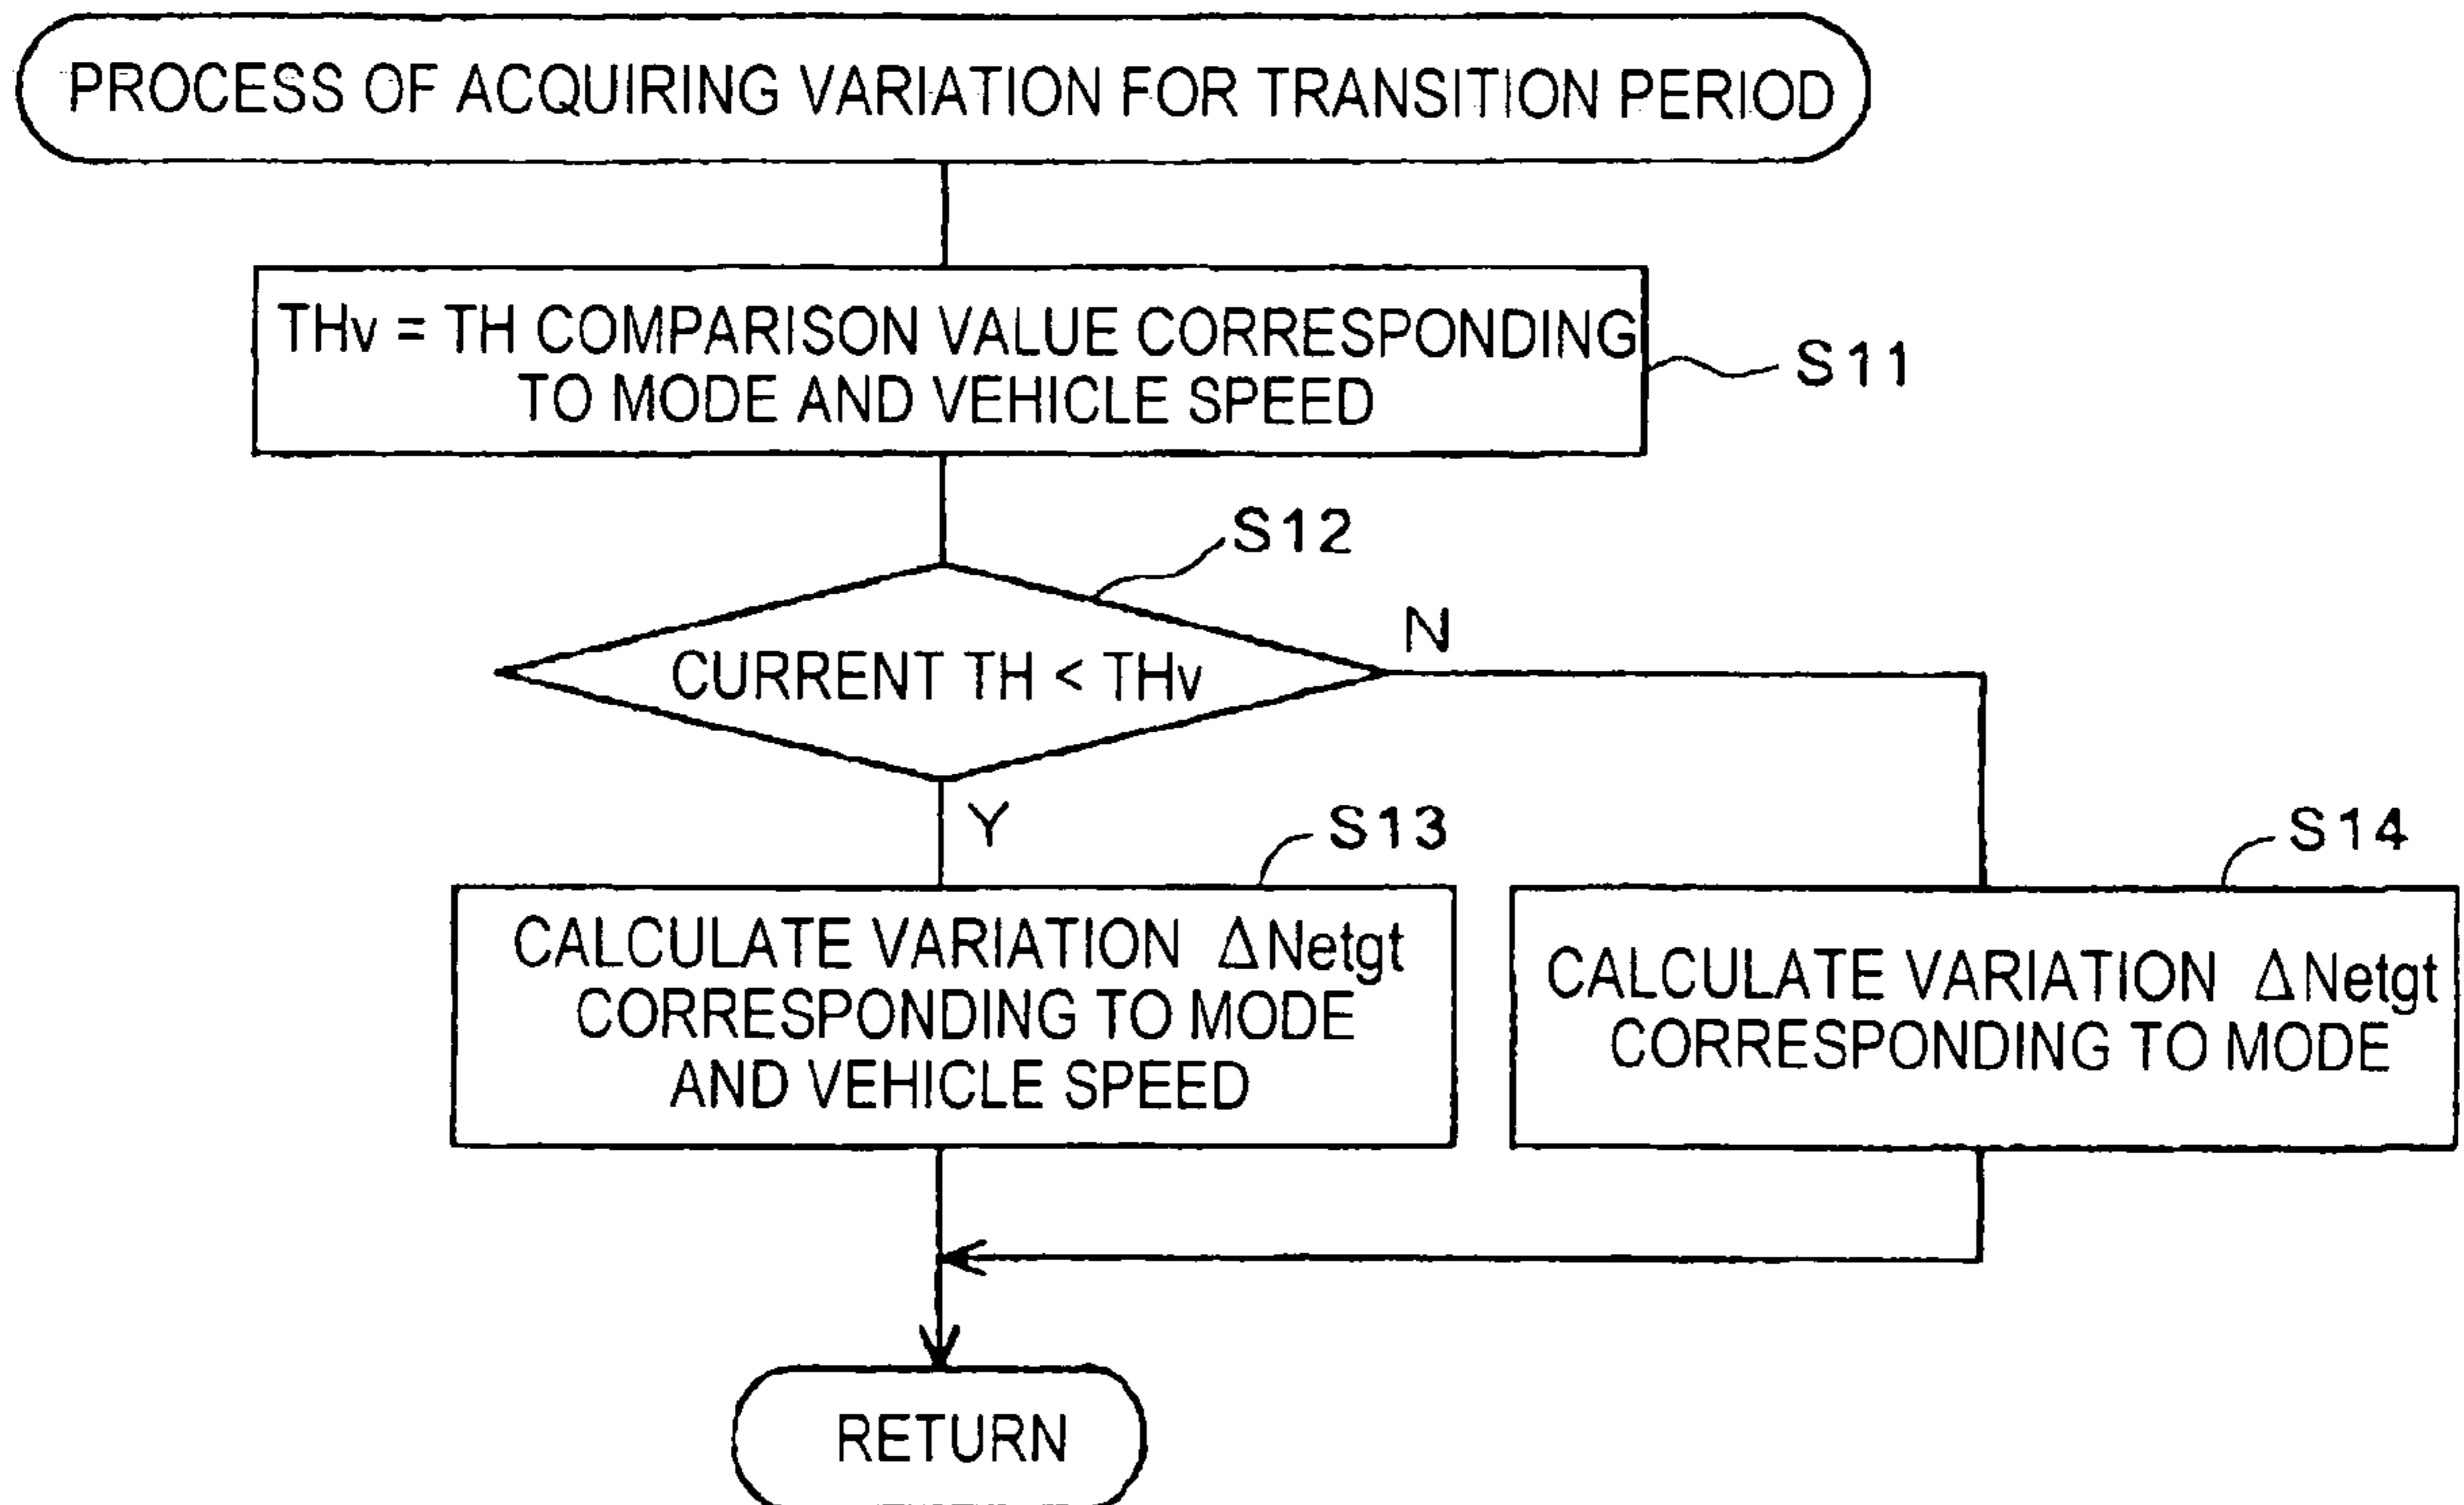 PROCESS OF ACQUIRING VARIATION FOR TRANSITION PERIOD
THv = TH COMPARISON VALUE CORRESPONDING
TO MODE AND VEHICLE SPEED
S11
S12
CURRENT TH < THv
N
Y
S13
CALCULATE VARIATION ΔNetgt
CORRESPONDING TO MODE
AND VEHICLE SPEED
S14
CALCULATE VARIATION ΔNetgt
CORRESPONDING TO MODE
RETURN